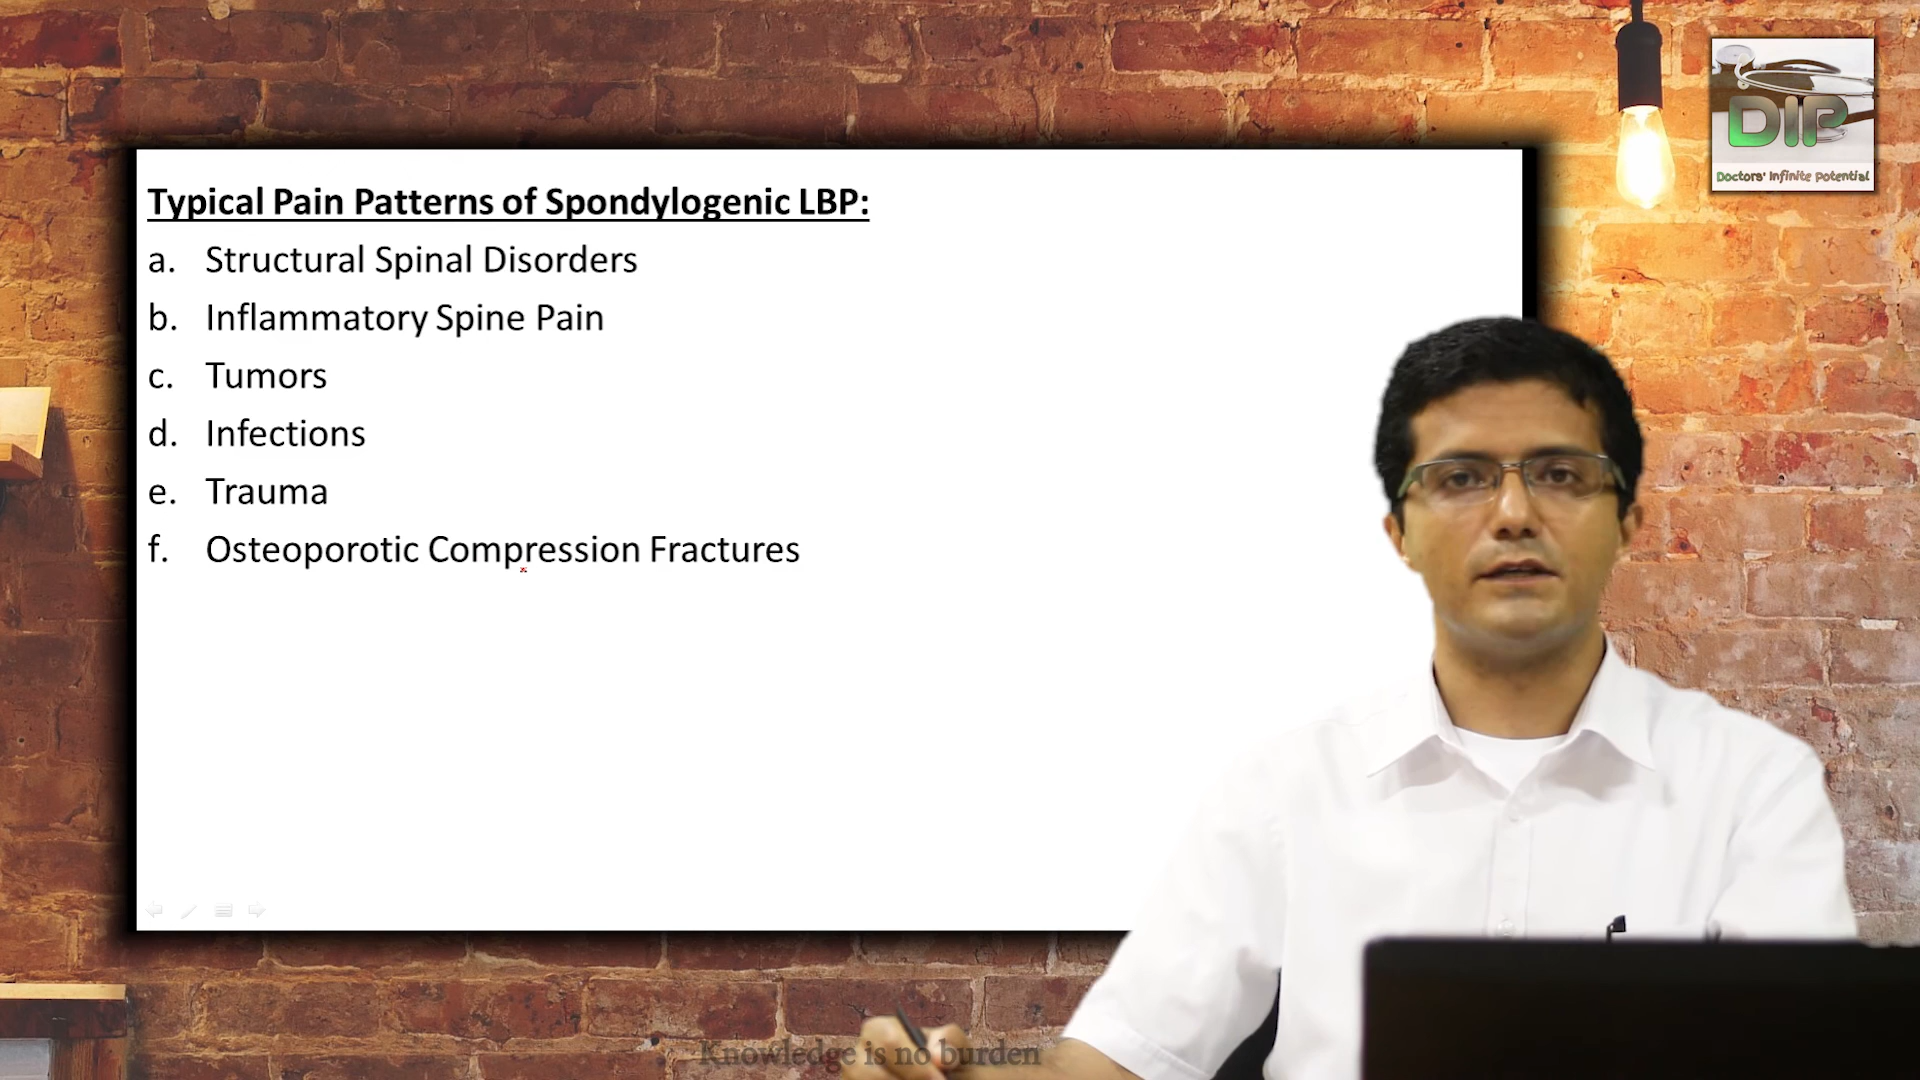 DIP
Doctors' Infinite Potential
Typical Pain Patterns of Spondylogenic LBP:
a. Structural Spinal Disorders
b. Inflammatory Spine Pain
c. Tumors
d. Infections
e. Trauma
f. Osteoporotic Compression Fractures
Knowledge is no burden